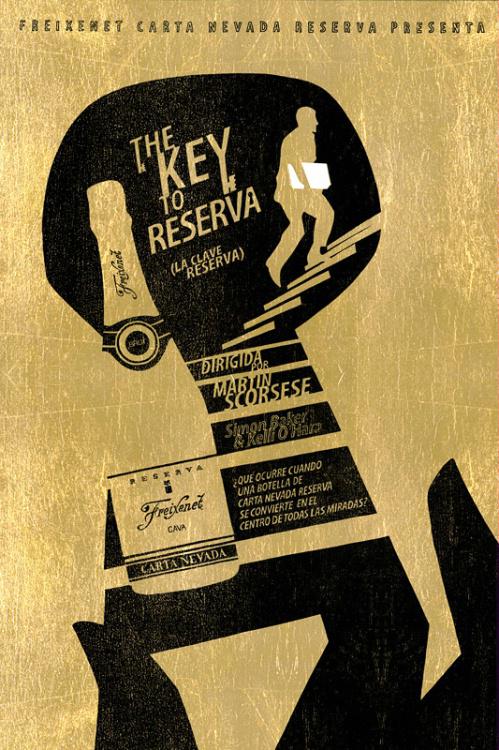 FREIXENET CARTA NEVADA RESERVA PRESENTA
THE
KEY
TO
RESERVA
(LA CLAVE
RESERVA)
Freixenet
DIRIGIDA POR
MARTIN
SCORSESE
Simon Baker
& Kelli O'Hara
RESERVA
Freixenet
CAVA
CARTA NEVADA
¿QUÉ OCURRE CUANDO
UNA BOTELLA DE
CARTA NEVADA RESERVA
SE CONVIERTE EN EL
CENTRO DE TODAS LAS MIRADAS?